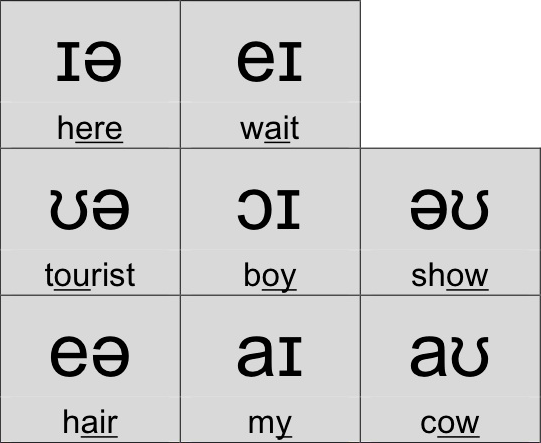 ɪə eɪ
here wait
ʊə ɔɪ əʊ
tourist boy show
eə aɪ aʊ
hair my cow